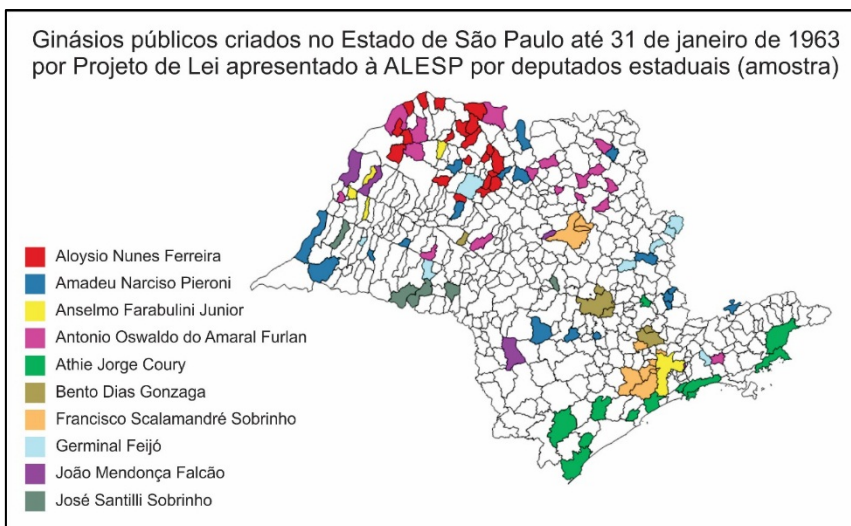 Ginásios públicos criados no Estado de São Paulo até 31 de janeiro de 1963
por Projeto de Lei apresentado à ALESP por deputados estaduais (amostra)
Aloysio Nunes Ferreira
Amadeu Narciso Pieroni
Anselmo Farabulini Junior
Antonio Oswaldo do Amaral Furlan
Athie Jorge Coury
Bento Dias Gonzaga
Francisco Scalamandré Sobrinho
Germinal Feijó
João Mendonça Falcão
José Santilli Sobrinho